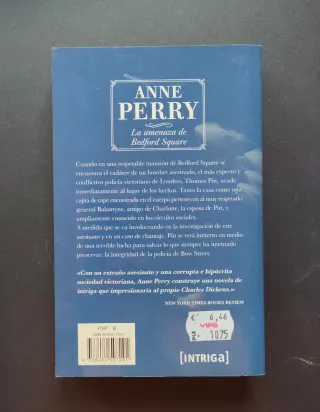 ANNE
PERRY
La amenaza de
Bedford Square
Cuando en una respetable mansión de Bedford Square se
encuentra el cadáver de un hombre asesinado, el más experto y
conflictivo policía victoriano de Londres, Thomas Pitt, acude
inmediatamente al lugar de los hechos. Tanto la casa como una
cajita de rapé encontrada en el cuerpo pertenecen al muy respetado
general Balantyne, amigo de Charlotte, la esposa de Pitt, y
ampliamente conocido en los círculos sociales.
A medida que se va involucrando en la investigación de este
asesinato y en un caso de chantaje, Pitt se verá inmerso en medio
de una terrible lucha para salvar lo que siempre ha intentado
preservar: la integridad de la policía de Bow Street.
«Con un extraño asesinato y una corrupta e hipócrita
sociedad victoriana, Anne Perry construye una novela de
intriga que impresionaría al propio Charles Dickens.»
NEW YORK TIMES BOOKS REVIEW
PVP 6
€ 6,46
VIPS
1075
[INTRIGa]